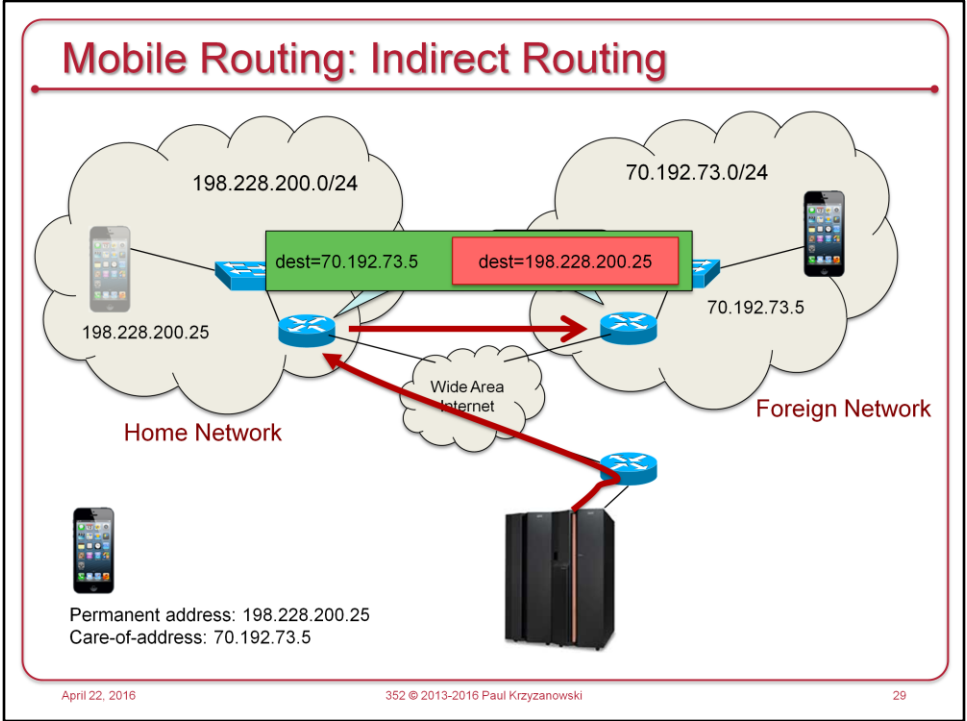 Mobile Routing: Indirect Routing
198.228.200.0/24
70.192.73.0/24
dest=70.192.73.5
dest=198.228.200.25
198.228.200.25
70.192.73.5
Wide Area
Internet
Home Network
Foreign Network
Permanent address: 198.228.200.25
Care-of-address: 70.192.73.5
April 22, 2016
352 © 2013-2016 Paul Krzyzanowski
29